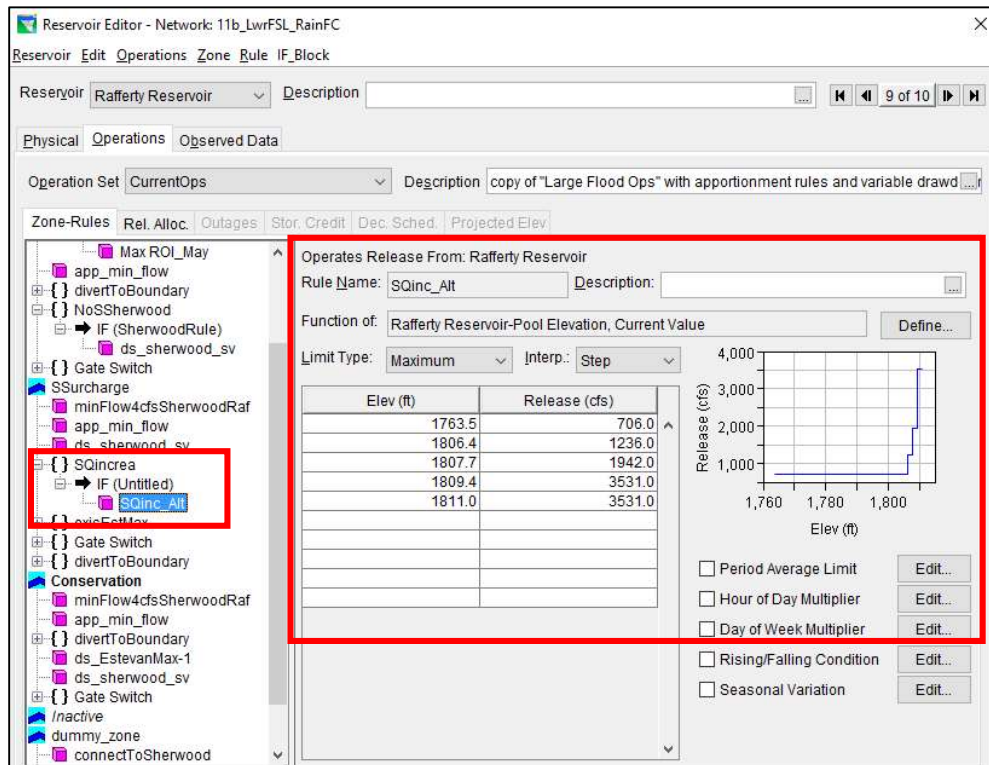 Reservoir Editor - Network: 11b_LwrFSL_RainFC
Reservoir Edit Operations Zone Rule IF_Block
Reservoir Rafferty Reservoir Description ... 9 of 10
Physical Operations Observed Data
Operation Set CurrentOps Description copy of "Large Flood Ops" with apportionment rules and variable drawd ...
Zone-Rules Rel. Alloc. Outages Stor. Credit Dec. Sched. Projected Elev
Max ROI_May
app_min_flow
{ } divertToBoundary
{ } NoSSherwood
IF (SherwoodRule)
ds_sherwood_sv
{ } Gate Switch
SSurcharge
minFlow4cfsSherwoodRaf
app_min_flow
ds_sherwood_sv
{ } SQincrea
IF (Untitled)
SQinc_Alt
{ } exisEstMax
{ } Gate Switch
{ } divertToBoundary
Conservation
minFlow4cfsSherwoodRaf
app_min_flow
{ } divertToBoundary
ds_EstevanMax-1
ds_sherwood_sv
{ } Gate Switch
Inactive
dummy_zone
connectToSherwood
Operates Release From: Rafferty Reservoir
Rule Name: SQinc_Alt Description: ...
Function of: Rafferty Reservoir-Pool Elevation, Current Value Define...
Limit Type: Maximum Interp.: Step
Elev (ft) Release (cfs)
1763.5 706.0
1806.4 1236.0
1807.7 1942.0
1809.4 3531.0
1811.0 3531.0
4,000
3,000
2,000
1,000
Release (cfs)
1,760 1,780 1,800
Elev (ft)
Period Average Limit Edit...
Hour of Day Multiplier Edit...
Day of Week Multiplier Edit...
Rising/Falling Condition Edit...
Seasonal Variation Edit...